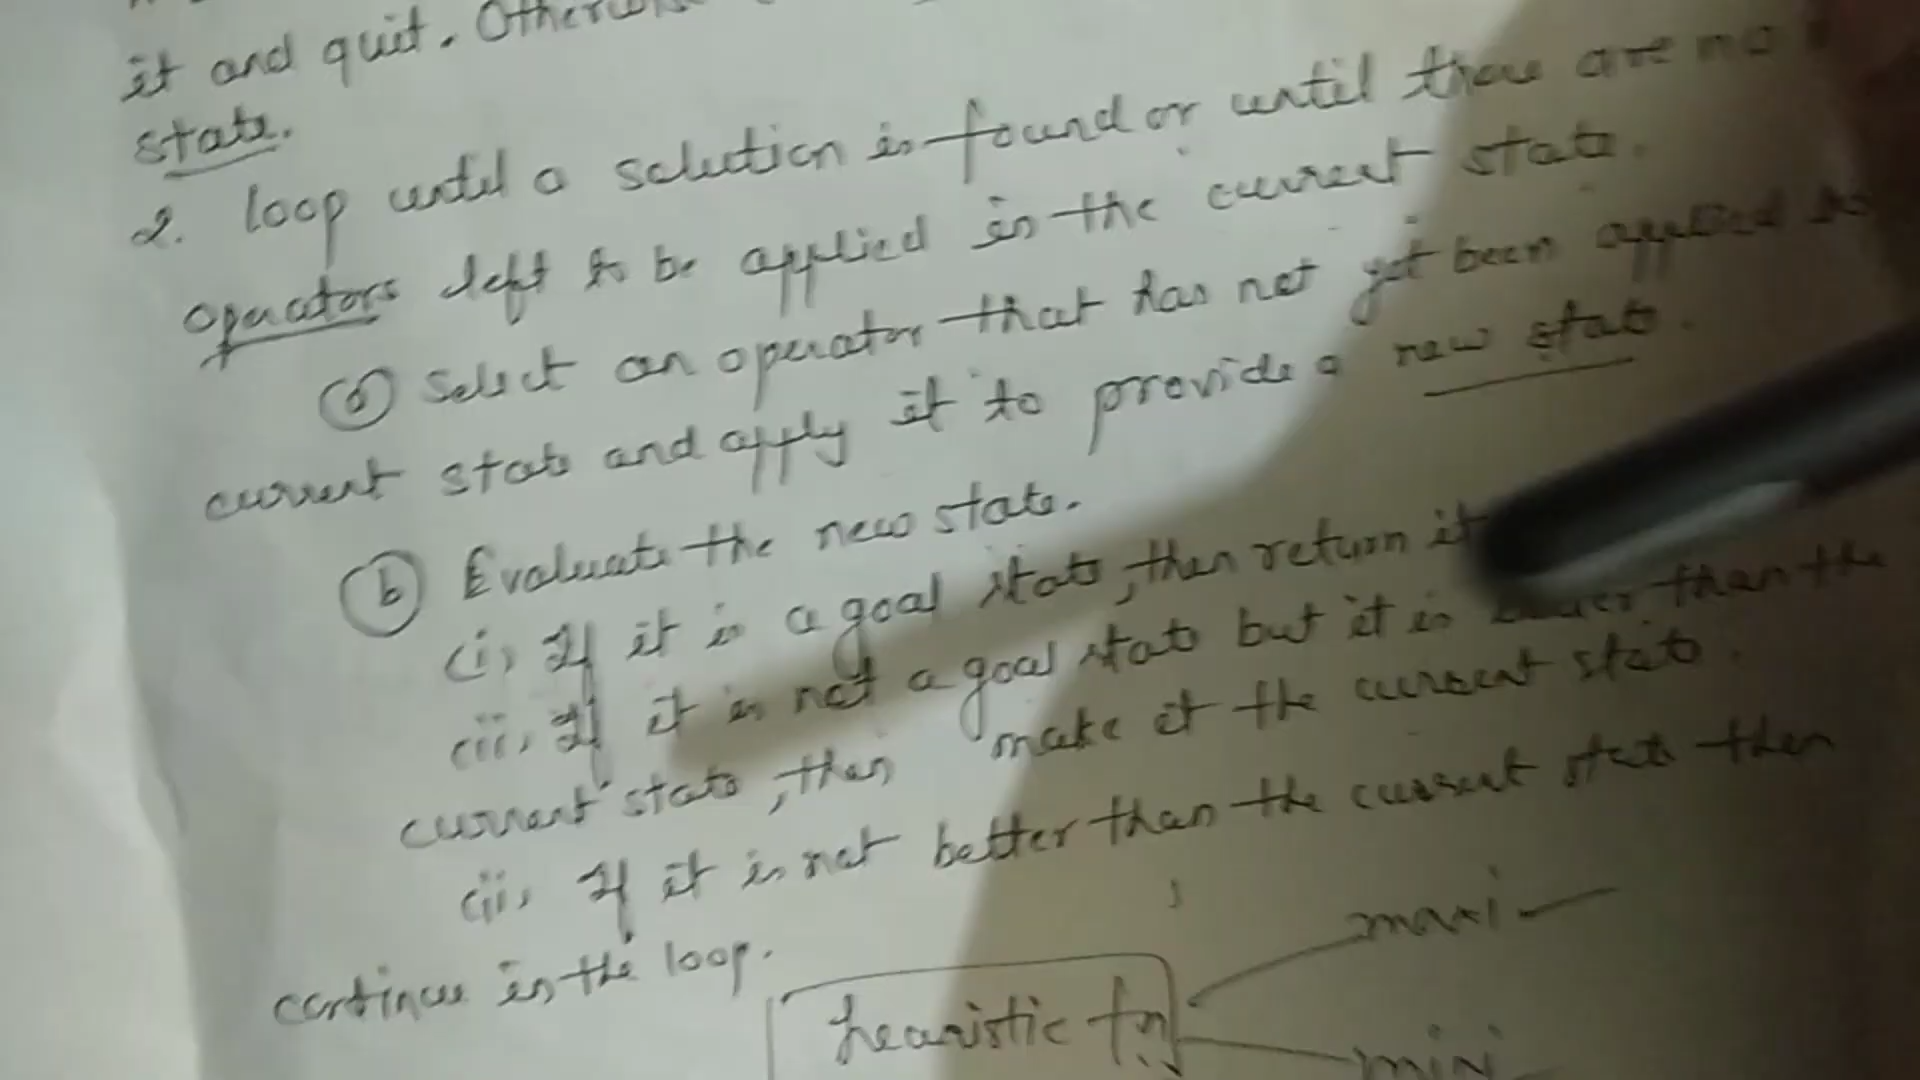 it and quit. Otherwise
state.
2. loop until a solution is found or until there are no
operators left to be applied in the current state.
(a) Select an operator that has not yet been applied to
current state and apply it to provide a new state.
(b) Evaluate the new state.
(i) If it is a goal state, then return it
(ii) If it is not a goal state but it is better than the
current state, then make it the current state.
(iii) If it is not better than the current state then
continue in the loop.
maxi
heuristic fn
mini